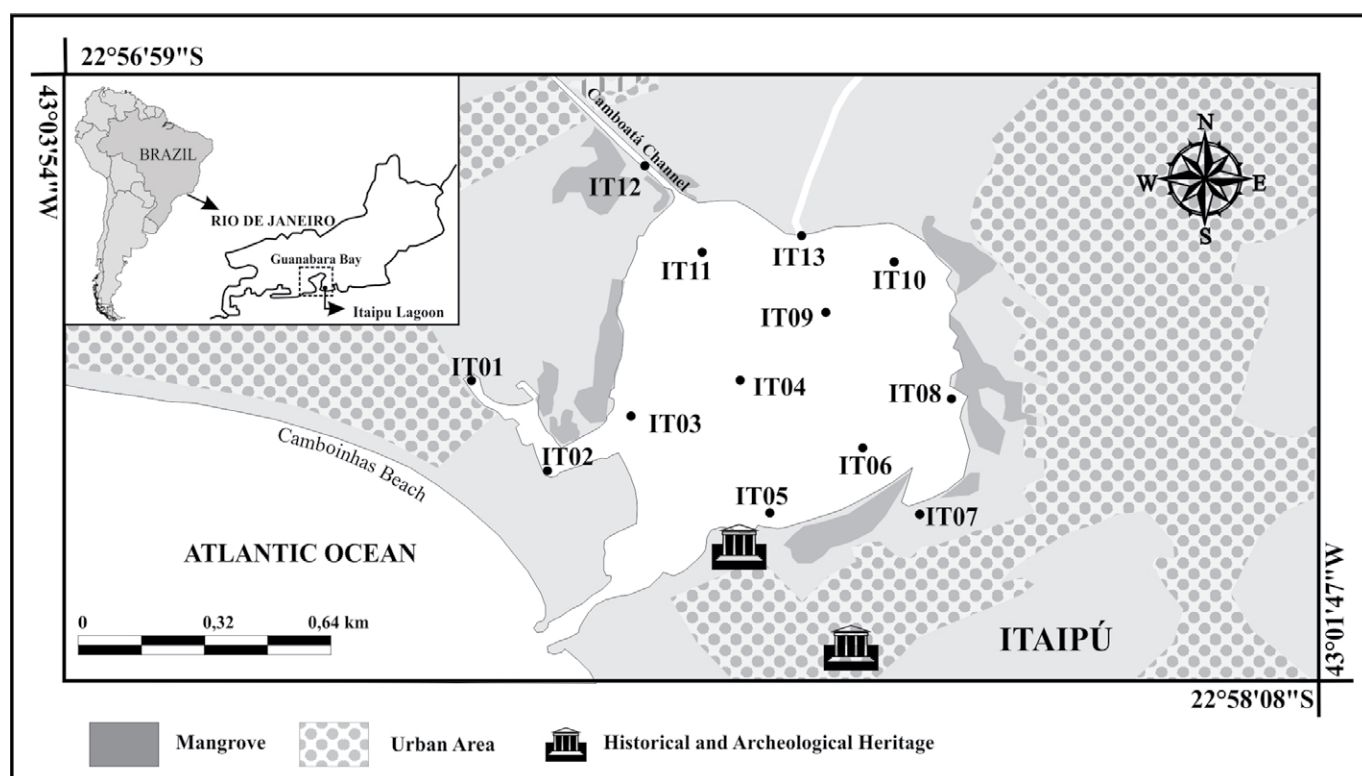 22°56'59"S
43°03'54"W
BRAZIL
RIO DE JANEIRO
Guanabara Bay
Itaipu Lagoon
Camboatá Channel
N
W
E
S
IT12
IT11
IT13
IT10
IT09
IT01
IT04
IT08
IT03
IT02
IT06
IT05
IT07
Camboinhas Beach
ATLANTIC OCEAN
0
0,32
0,64 km
ITAIPÚ
43°01'47"W
22°58'08"S
Mangrove
Urban Area
Historical and Archeological Heritage